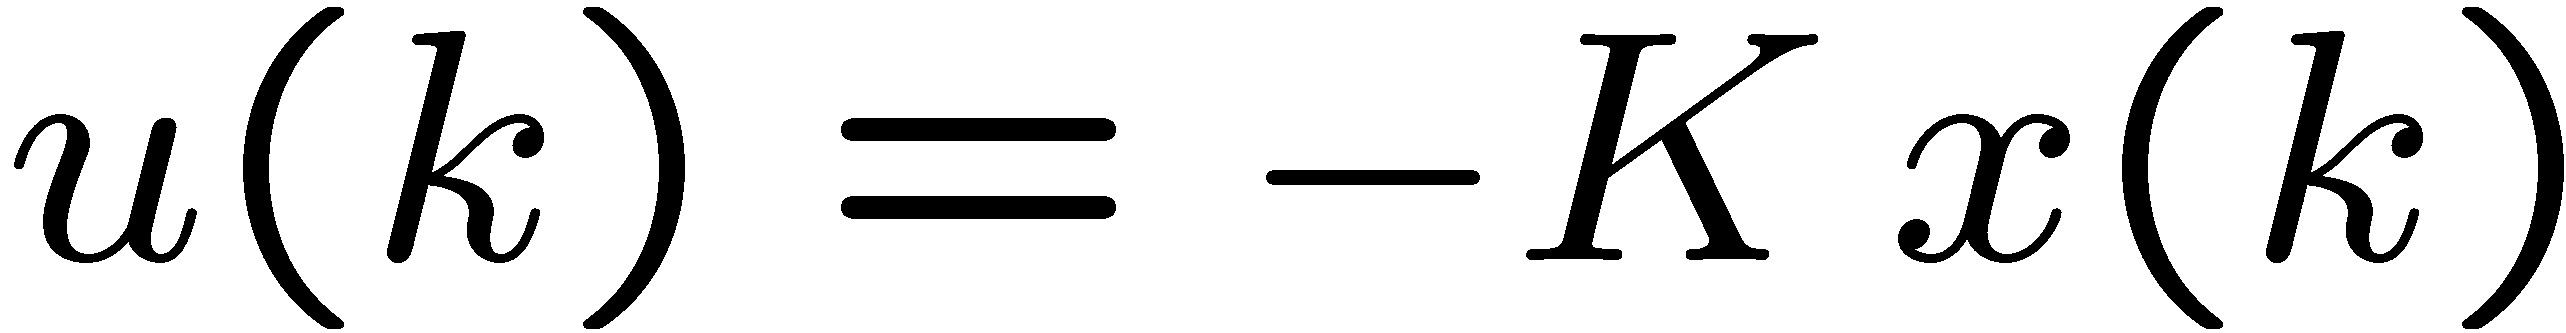 u(k) = −K x(k)